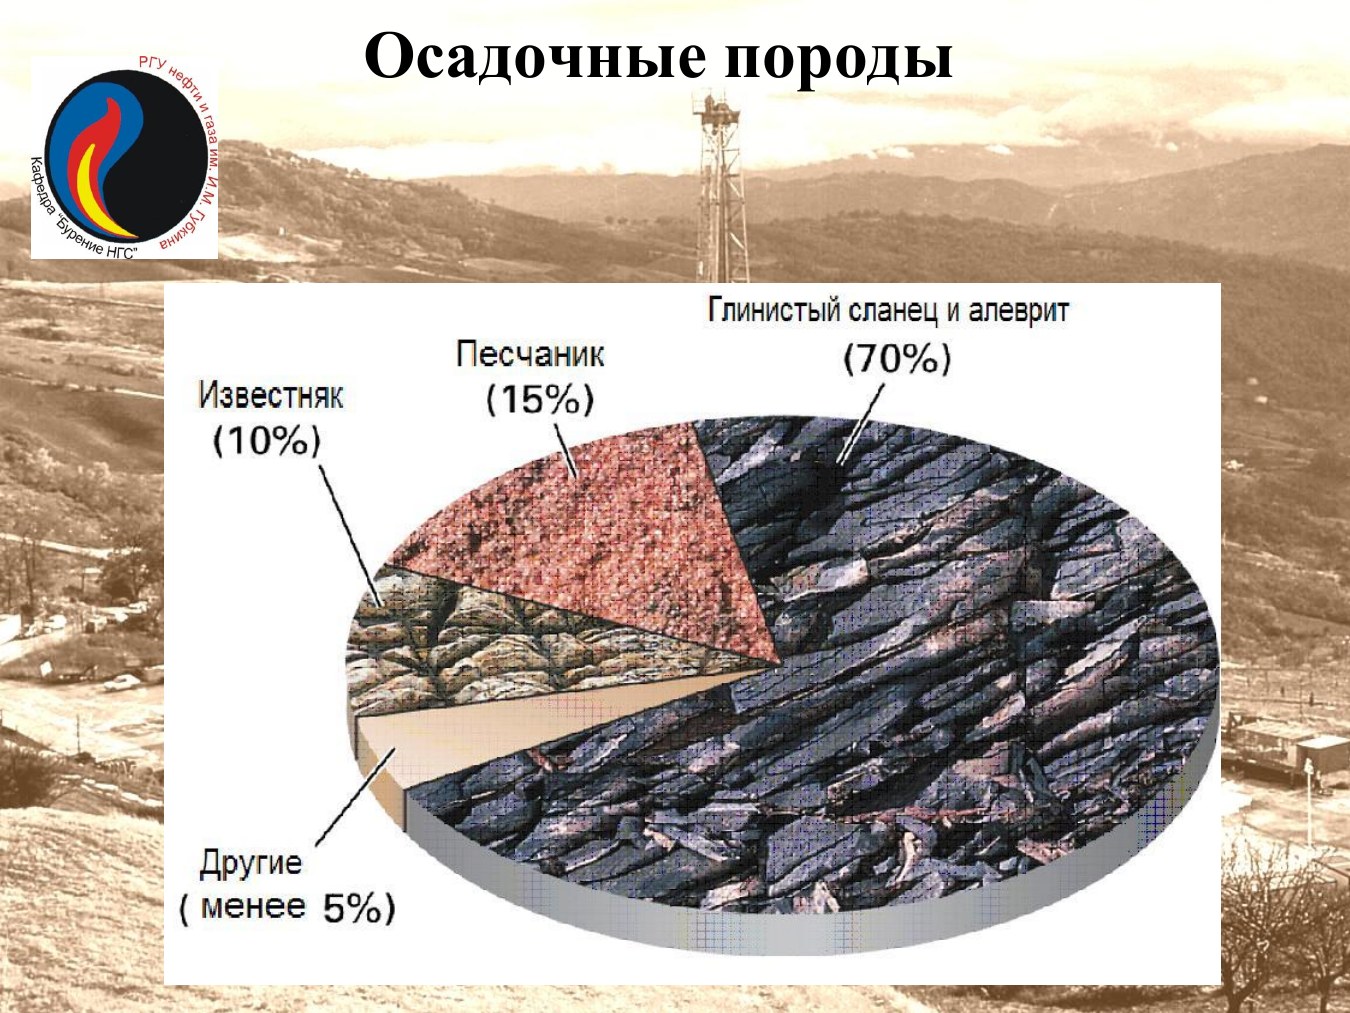 Осадочные породы
РГУ нефти и газа им. И.М. Губкина
Кафедра "Бурение НГС"
Глинистый сланец и алеврит
(70%)
Песчаник
(15%)
Известняк
(10%)
Другие
( менее 5%)